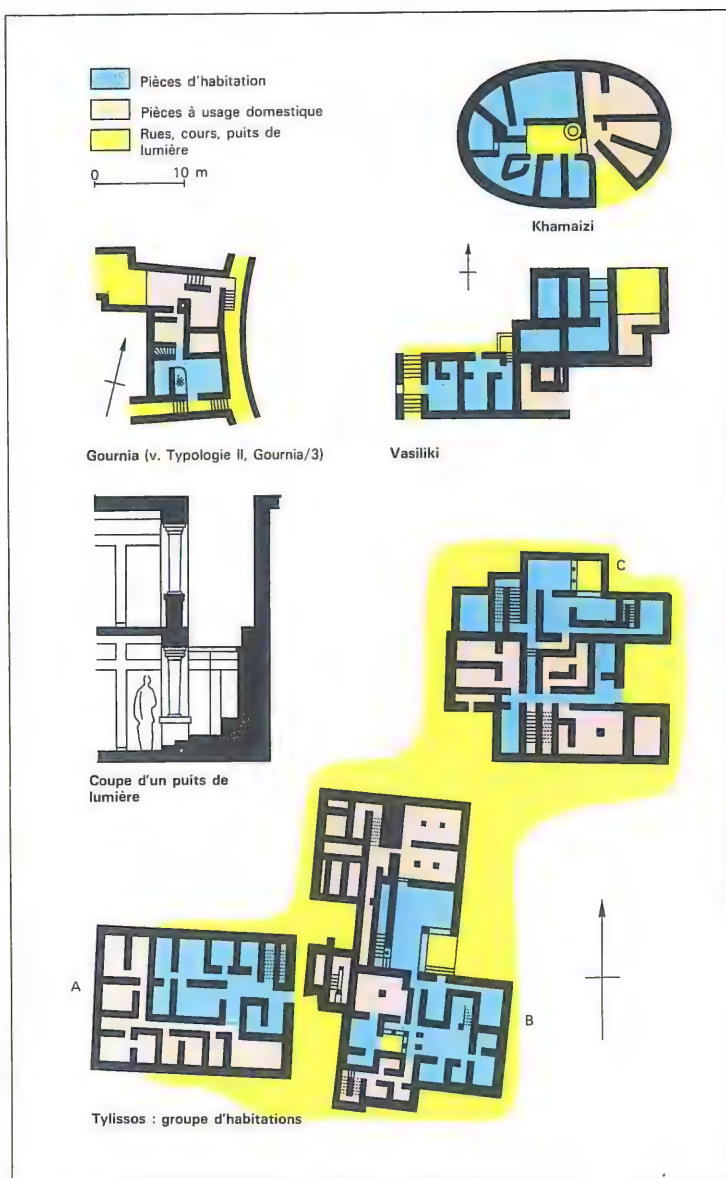 Pièces d'habitation
Pièces à usage domestique
Rues, cours, puits de
lumière
0 10 m
Khamaizi
Gournia (v. Typologie II, Gournia/3)
Vasiliki
Coupe d'un puits de
lumière
C
A
B
Tylissos : groupe d'habitations